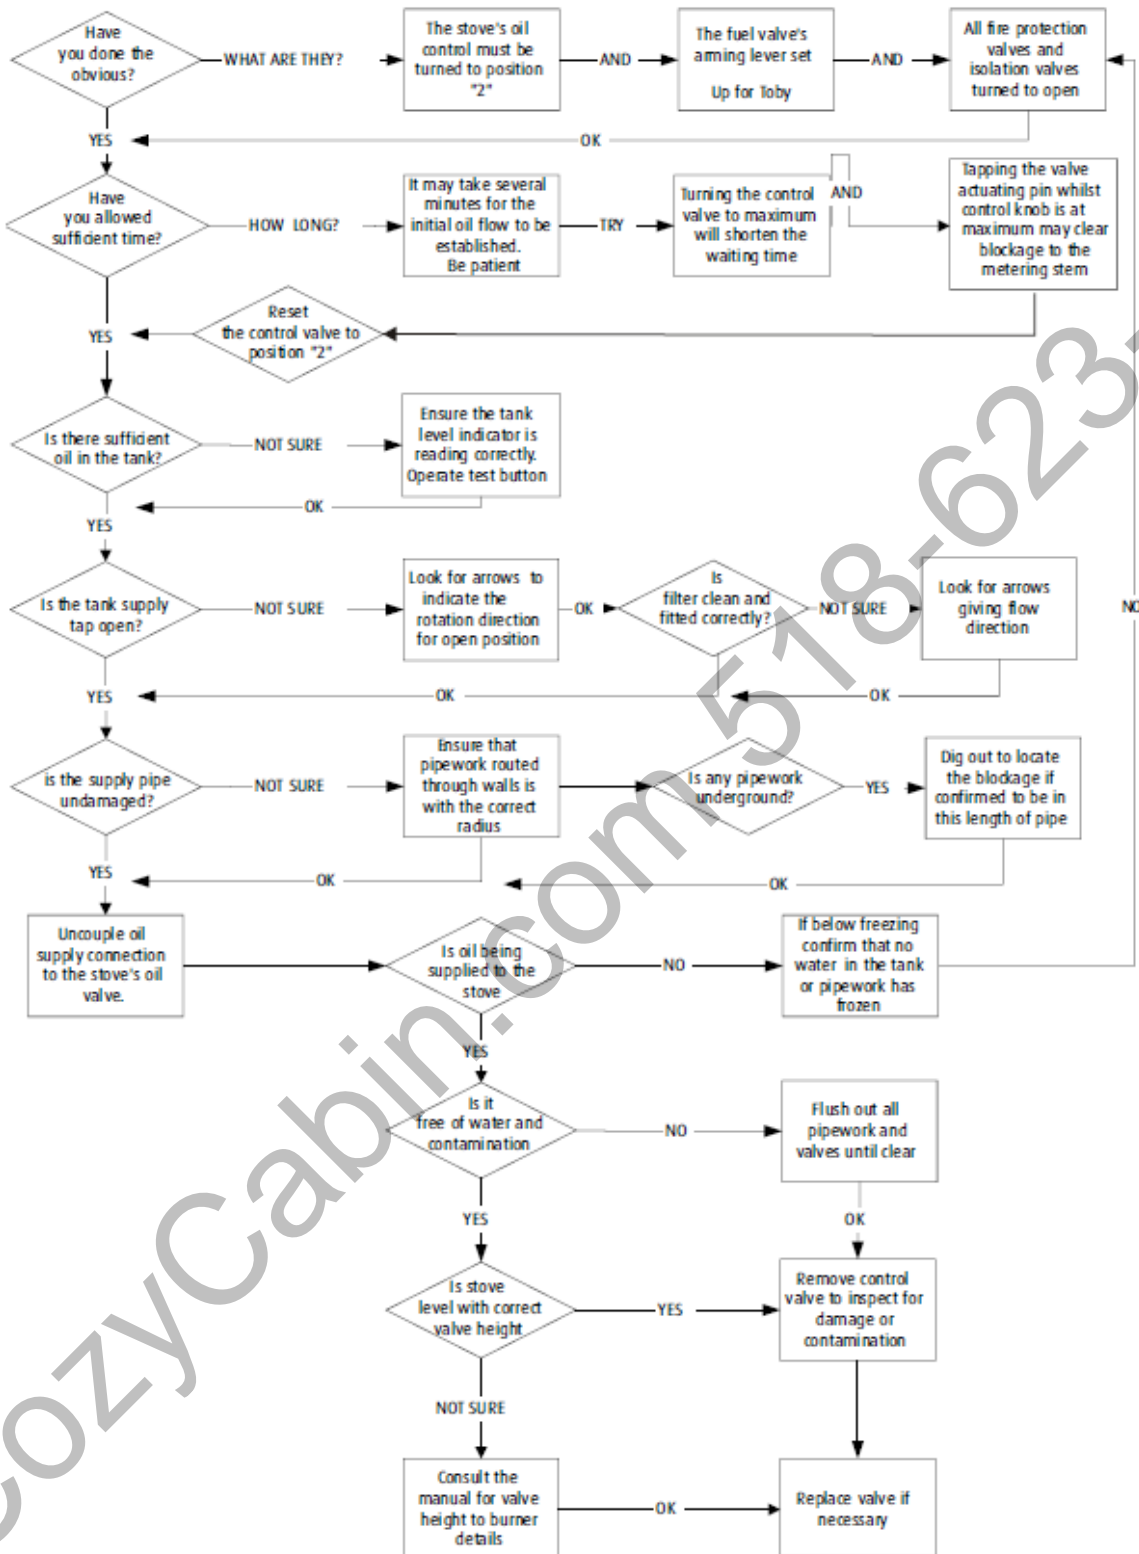 Have
you done the
obvious?
WHAT ARE THEY?
The stove's oil
control must be
turned to position
"2"
AND
The fuel valve's
arming lever set
Up for Toby
AND
All fire protection
valves and
isolation valves
turned to open
YES
OK
Have
you allowed
sufficient time?
HOW LONG?
It may take several
minutes for the
initial oil flow to be
established.
Be patient
TRY
Turning the control
valve to maximum
will shorten the
waiting time
AND
Tapping the valve
actuating pin whilst
control knob is at
maximum may clear
blockage to the
metering stem
YES
Reset
the control valve to
position "2"
Is there sufficient
oil in the tank?
NOT SURE
Ensure the tank
level indicator is
reading correctly.
Operate test button
OK
YES
Is the tank supply
tap open?
NOT SURE
Look for arrows to
indicate the
rotation direction
for open position
OK
Is
filter clean and
fitted correctly?
NOT SURE
Look for arrows
giving flow
direction
NO
YES
OK
OK
is the supply pipe
undamaged?
NOT SURE
Ensure that
pipework routed
through walls is
with the correct
radius
Is any pipework
underground?
YES
Dig out to locate
the blockage if
confirmed to be in
this length of pipe
YES
OK
OK
Uncouple oil
supply connection
to the stove's oil
valve.
Is oil being
supplied to the
stove
NO
If below freezing
confirm that no
water in the tank
or pipework has
frozen
YES
Is it
free of water and
contamination
NO
Flush out all
pipework and
valves until clear
YES
OK
Is stove
level with correct
valve height
YES
Remove control
valve to inspect for
damage or
contamination
NOT SURE
Consult the
manual for valve
height to burner
details
OK
Replace valve if
necessary
CozyCabin.com 518-623-